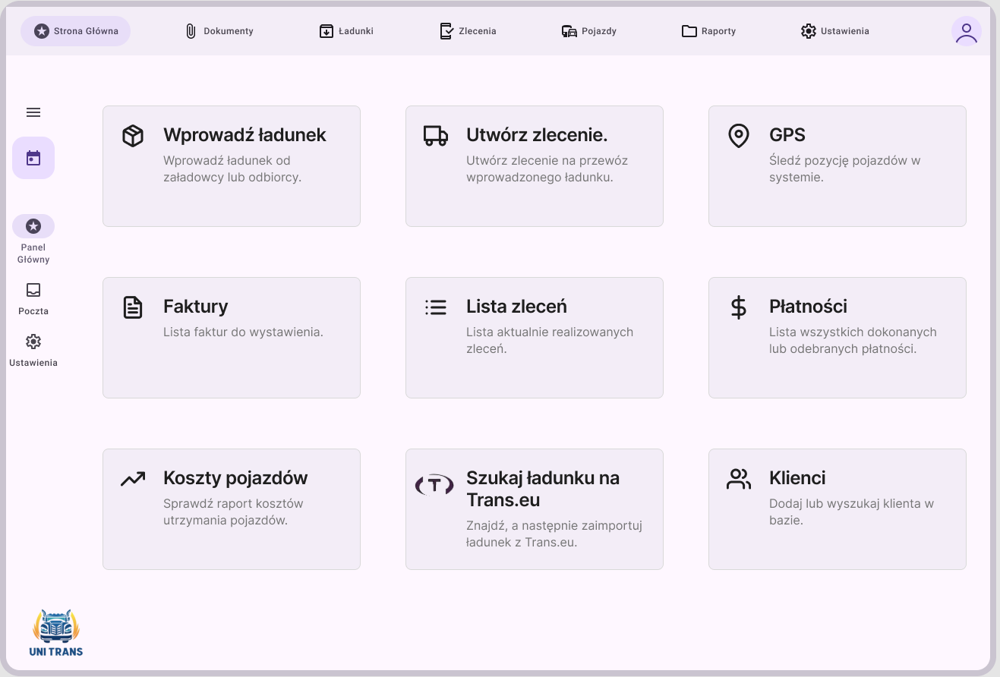 Strona Główna
Dokumenty
Ładunki
Zlecenia
Pojazdy
Raporty
Ustawienia
Panel
Główny
Poczta
Ustawienia
Wprowadź ładunek
Wprowadź ładunek od
załadowcy lub odbiorcy.
Utwórz zlecenie.
Utwórz zlecenie na przewóz
wprowadzonego ładunku.
GPS
Śledź pozycję pojazdów w
systemie.
Faktury
Lista faktur do wystawienia.
Lista zleceń
Lista aktualnie realizowanych
zleceń.
Płatności
Lista wszystkich dokonanych
lub odebranych płatności.
Koszty pojazdów
Sprawdź raport kosztów
utrzymania pojazdów.
T
Szukaj ładunku na
Trans.eu
Znajdź, a następnie zaimportuj
ładunek z Trans.eu.
Klienci
Dodaj lub wyszukaj klienta w
bazie.
UNI TRANS